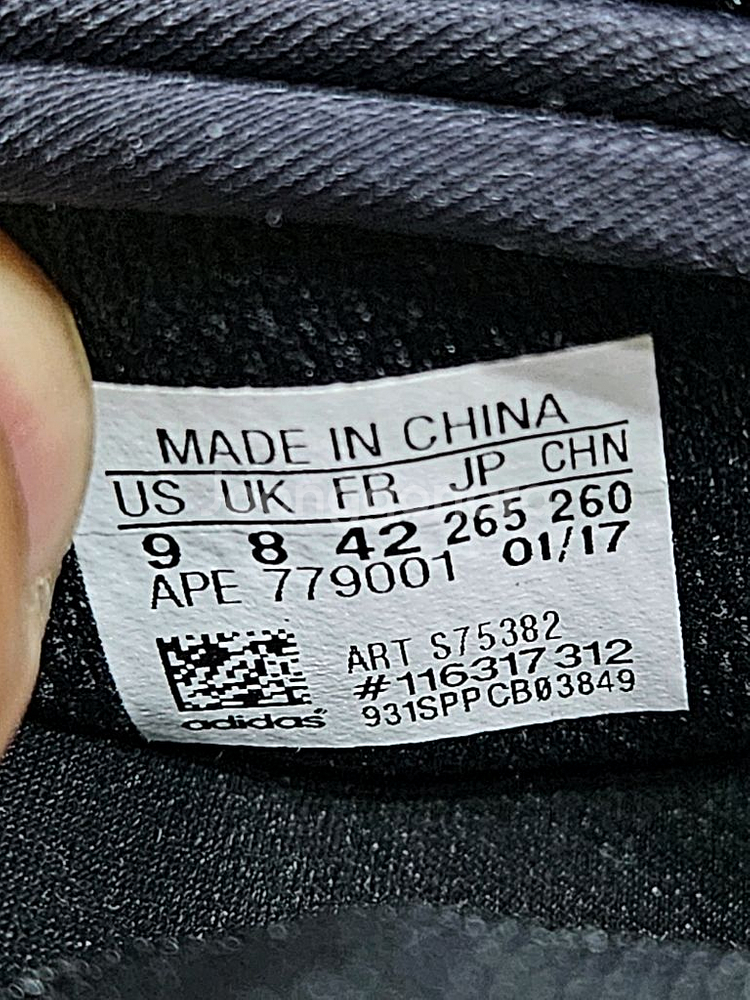 MADE IN CHINA
US UK FR JP CHN
9 8 42 265 260
APE 779001 01/17
ART S75382
#116317312
931SPPCB03849
adidas